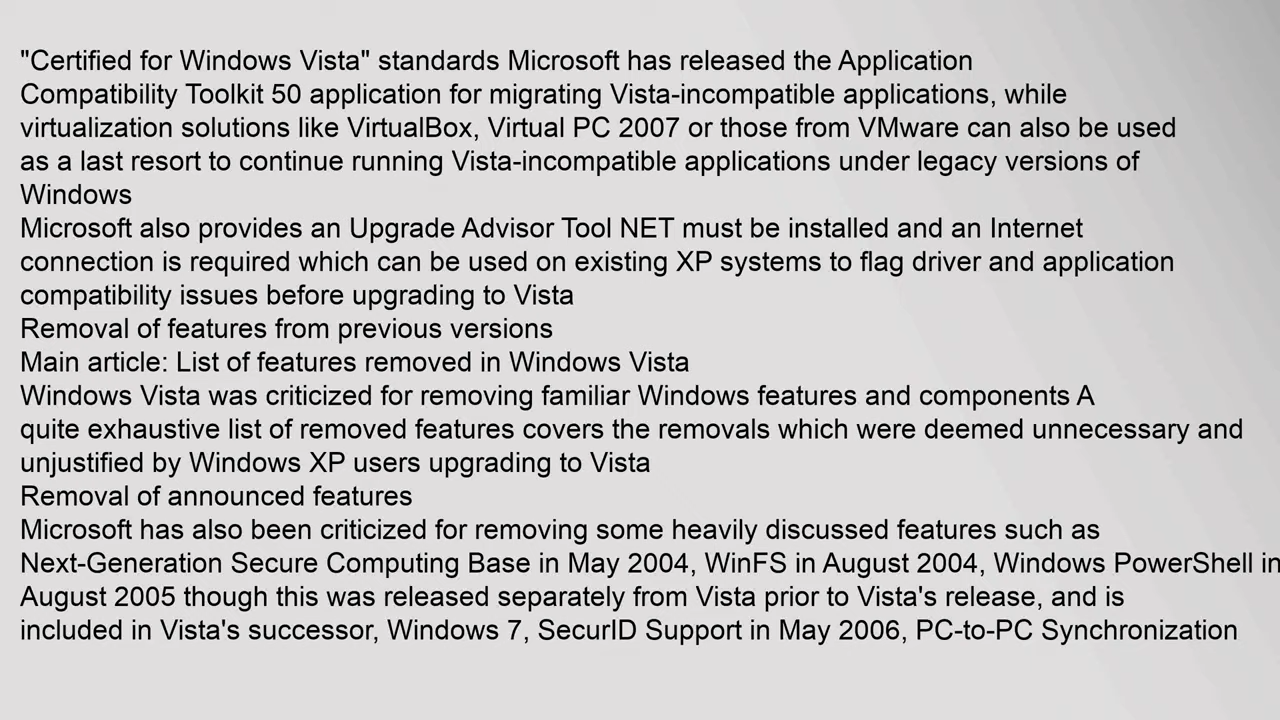 "Certified for Windows Vista" standards Microsoft has released the Application
Compatibility Toolkit 50 application for migrating Vista-incompatible applications, while
virtualization solutions like VirtualBox, Virtual PC 2007 or those from VMware can also be used
as a last resort to continue running Vista-incompatible applications under legacy versions of
Windows
Microsoft also provides an Upgrade Advisor Tool NET must be installed and an Internet
connection is required which can be used on existing XP systems to flag driver and application
compatibility issues before upgrading to Vista
Removal of features from previous versions
Main article: List of features removed in Windows Vista
Windows Vista was criticized for removing familiar Windows features and components A
quite exhaustive list of removed features covers the removals which were deemed unnecessary and
unjustified by Windows XP users upgrading to Vista
Removal of announced features
Microsoft has also been criticized for removing some heavily discussed features such as
Next-Generation Secure Computing Base in May 2004, WinFS in August 2004, Windows PowerShell in
August 2005 though this was released separately from Vista prior to Vista's release, and is
included in Vista's successor, Windows 7, SecurID Support in May 2006, PC-to-PC Synchronization